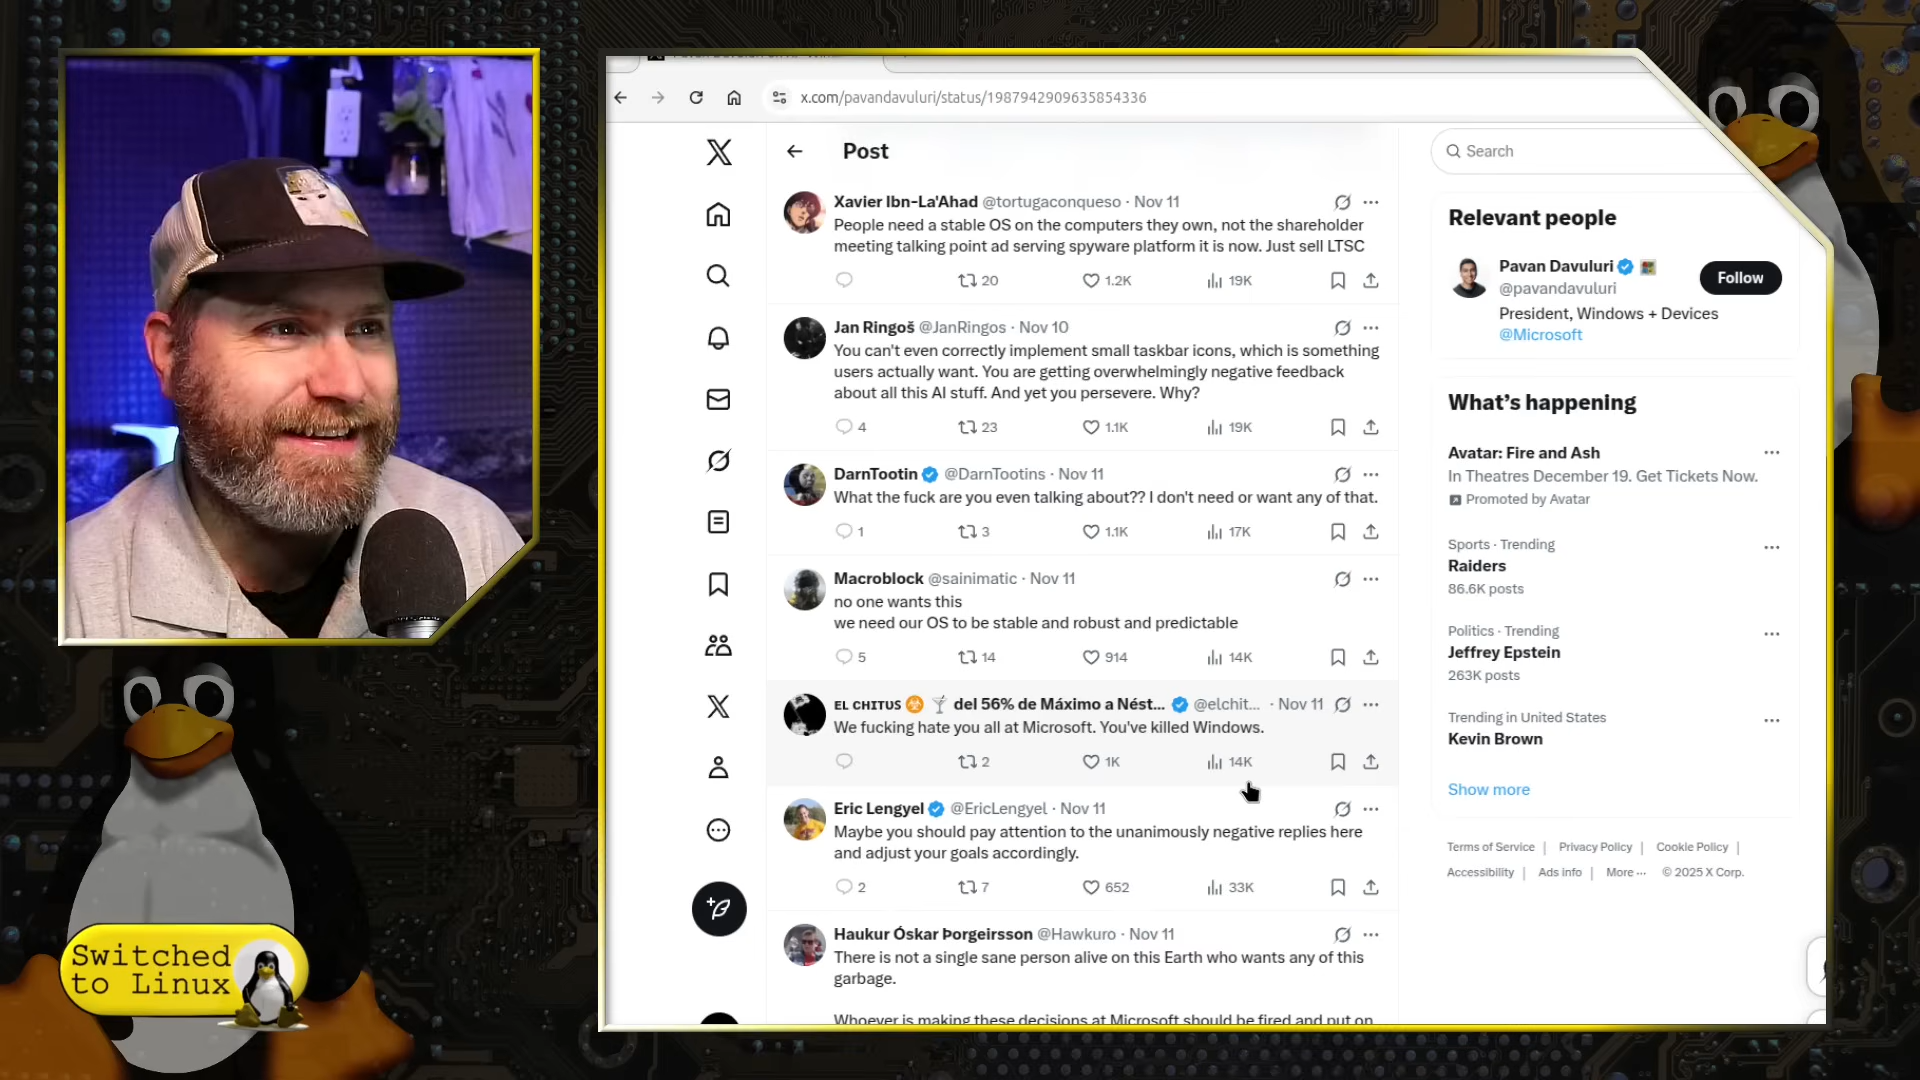 x.com/pavandavuluri/status/1987942909635854336
Post
Search
Xavier Ibn-La'Ahad @tortugaconqueso · Nov 11
People need a stable OS on the computers they own, not the shareholder
meeting talking point ad serving spyware platform it is now. Just sell LTSC
20 1.2K 19K
Jan Ringoš @JanRingos · Nov 10
You can't even correctly implement small taskbar icons, which is something
users actually want. You are getting overwhelmingly negative feedback
about all this AI stuff. And yet you persevere. Why?
4 23 1.1K 19K
DarnTootin @DarnTootins · Nov 11
What the fuck are you even talking about?? I don't need or want any of that.
1 3 1.1K 17K
Macroblock @sainimatic · Nov 11
no one wants this
we need our OS to be stable and robust and predictable
5 14 914 14K
EL CHITUS del 56% de Máximo a Nést... @elchit... · Nov 11
We fucking hate you all at Microsoft. You've killed Windows.
2 1K 14K
Eric Lengyel @EricLengyel · Nov 11
Maybe you should pay attention to the unanimously negative replies here
and adjust your goals accordingly.
2 7 652 33K
Haukur Óskar Þorgeirsson @Hawkuro · Nov 11
There is not a single sane person alive on this Earth who wants any of this
garbage.
Whoever is making these decisions at Microsoft should be fired and put on
Relevant people
Pavan Davuluri
@pavandavuluri
Follow
President, Windows + Devices
@Microsoft
What's happening
Avatar: Fire and Ash
In Theatres December 19. Get Tickets Now.
Promoted by Avatar
Sports · Trending
Raiders
86.6K posts
Politics · Trending
Jeffrey Epstein
263K posts
Trending in United States
Kevin Brown
Show more
Terms of Service | Privacy Policy | Cookie Policy |
Accessibility | Ads info | More ··· © 2025 X Corp.
Switched
to Linux